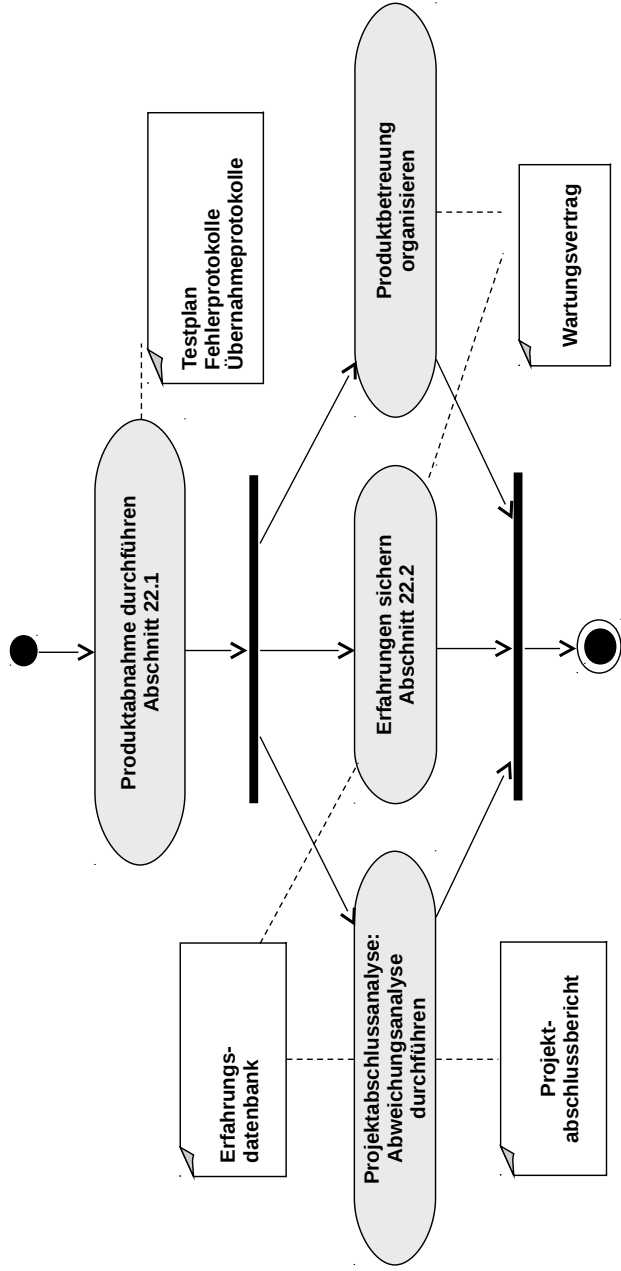 Produktabnahme durchführen
Abschnitt 22.1
Testplan
Fehlerprotokolle
Übernahmeprotokolle
Erfahrungs-
datenbank
Projektabschlussanalyse:
Abweichungsanalyse
durchführen
Erfahrungen sichern
Abschnitt 22.2
Produktbetreuung
organisieren
Projekt-
abschlussbericht
Wartungsvertrag